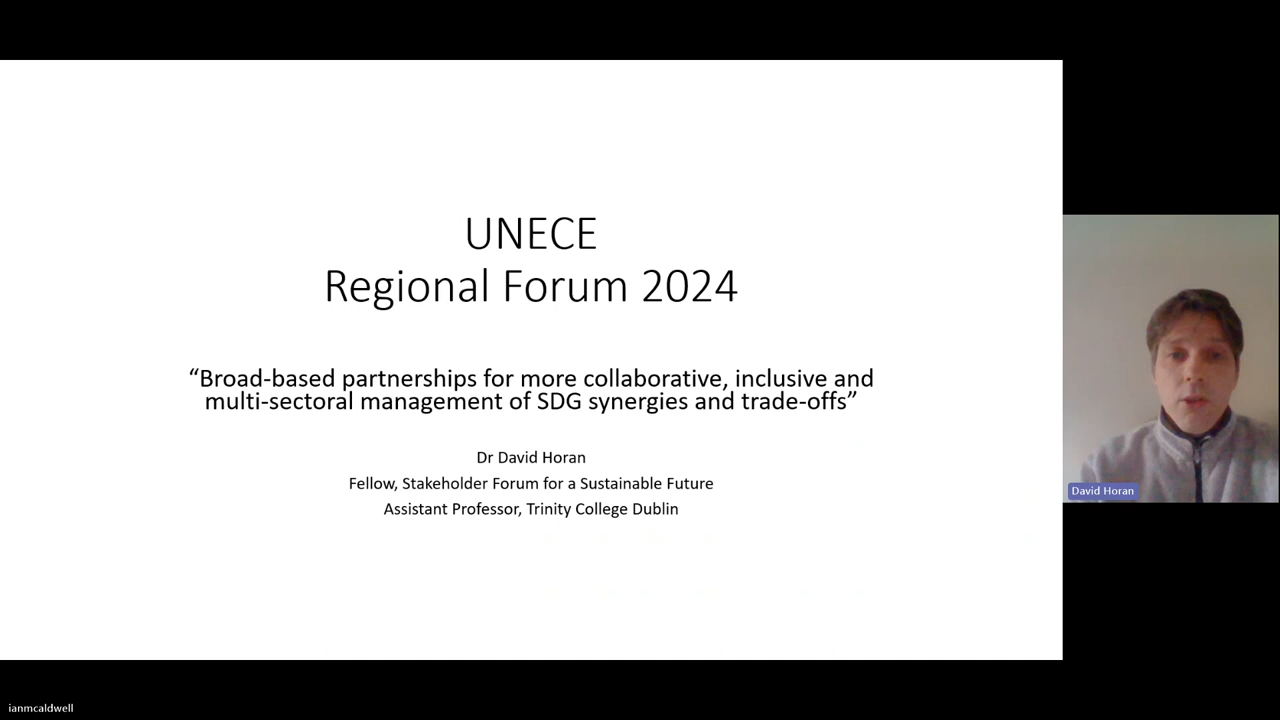 UNECE
Regional Forum 2024
“Broad-based partnerships for more collaborative, inclusive and
multi-sectoral management of SDG synergies and trade-offs”
Dr David Horan
Fellow, Stakeholder Forum for a Sustainable Future
Assistant Professor, Trinity College Dublin
David Horan
ianmcaldwell